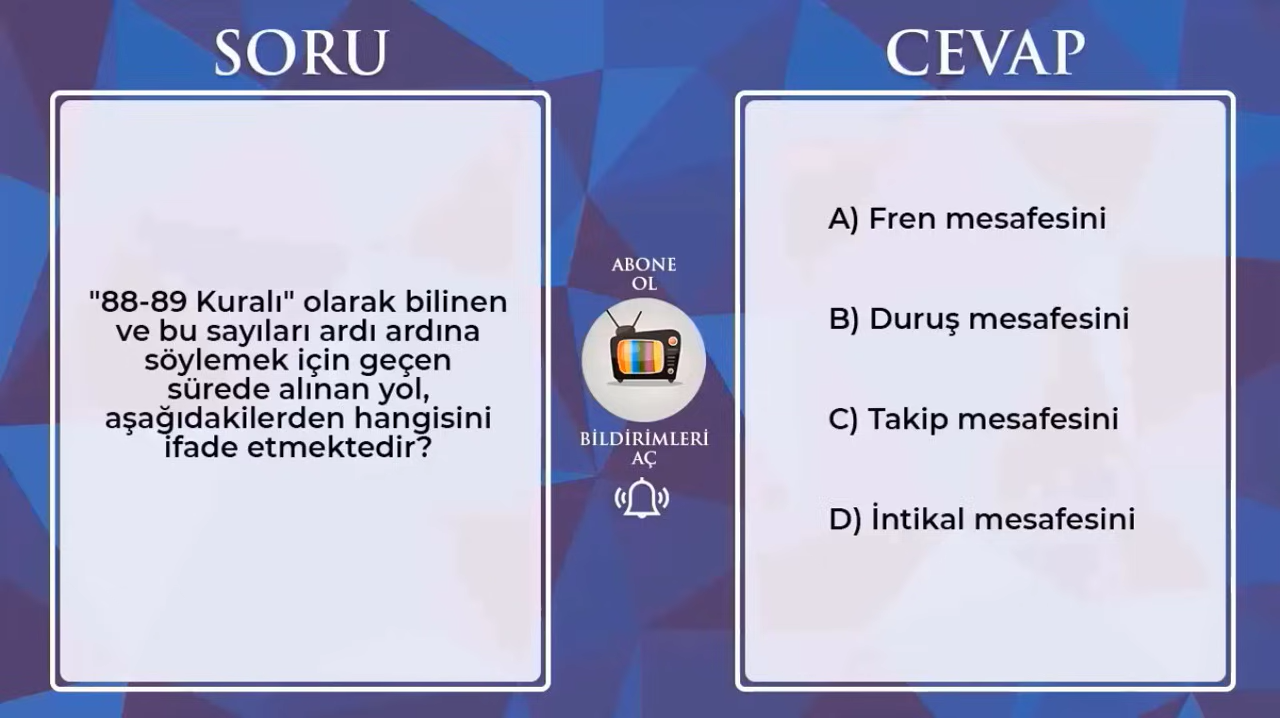 SORU
"88-89 Kuralı" olarak bilinen
ve bu sayıları ardı ardına
söylemek için geçen
sürede alınan yol,
aşağıdakilerden hangisini
ifade etmektedir?
ABONE
OL
BİLDİRİMLERİ
AÇ
CEVAP
A) Fren mesafesini
B) Duruş mesafesini
C) Takip mesafesini
D) İntikal mesafesini